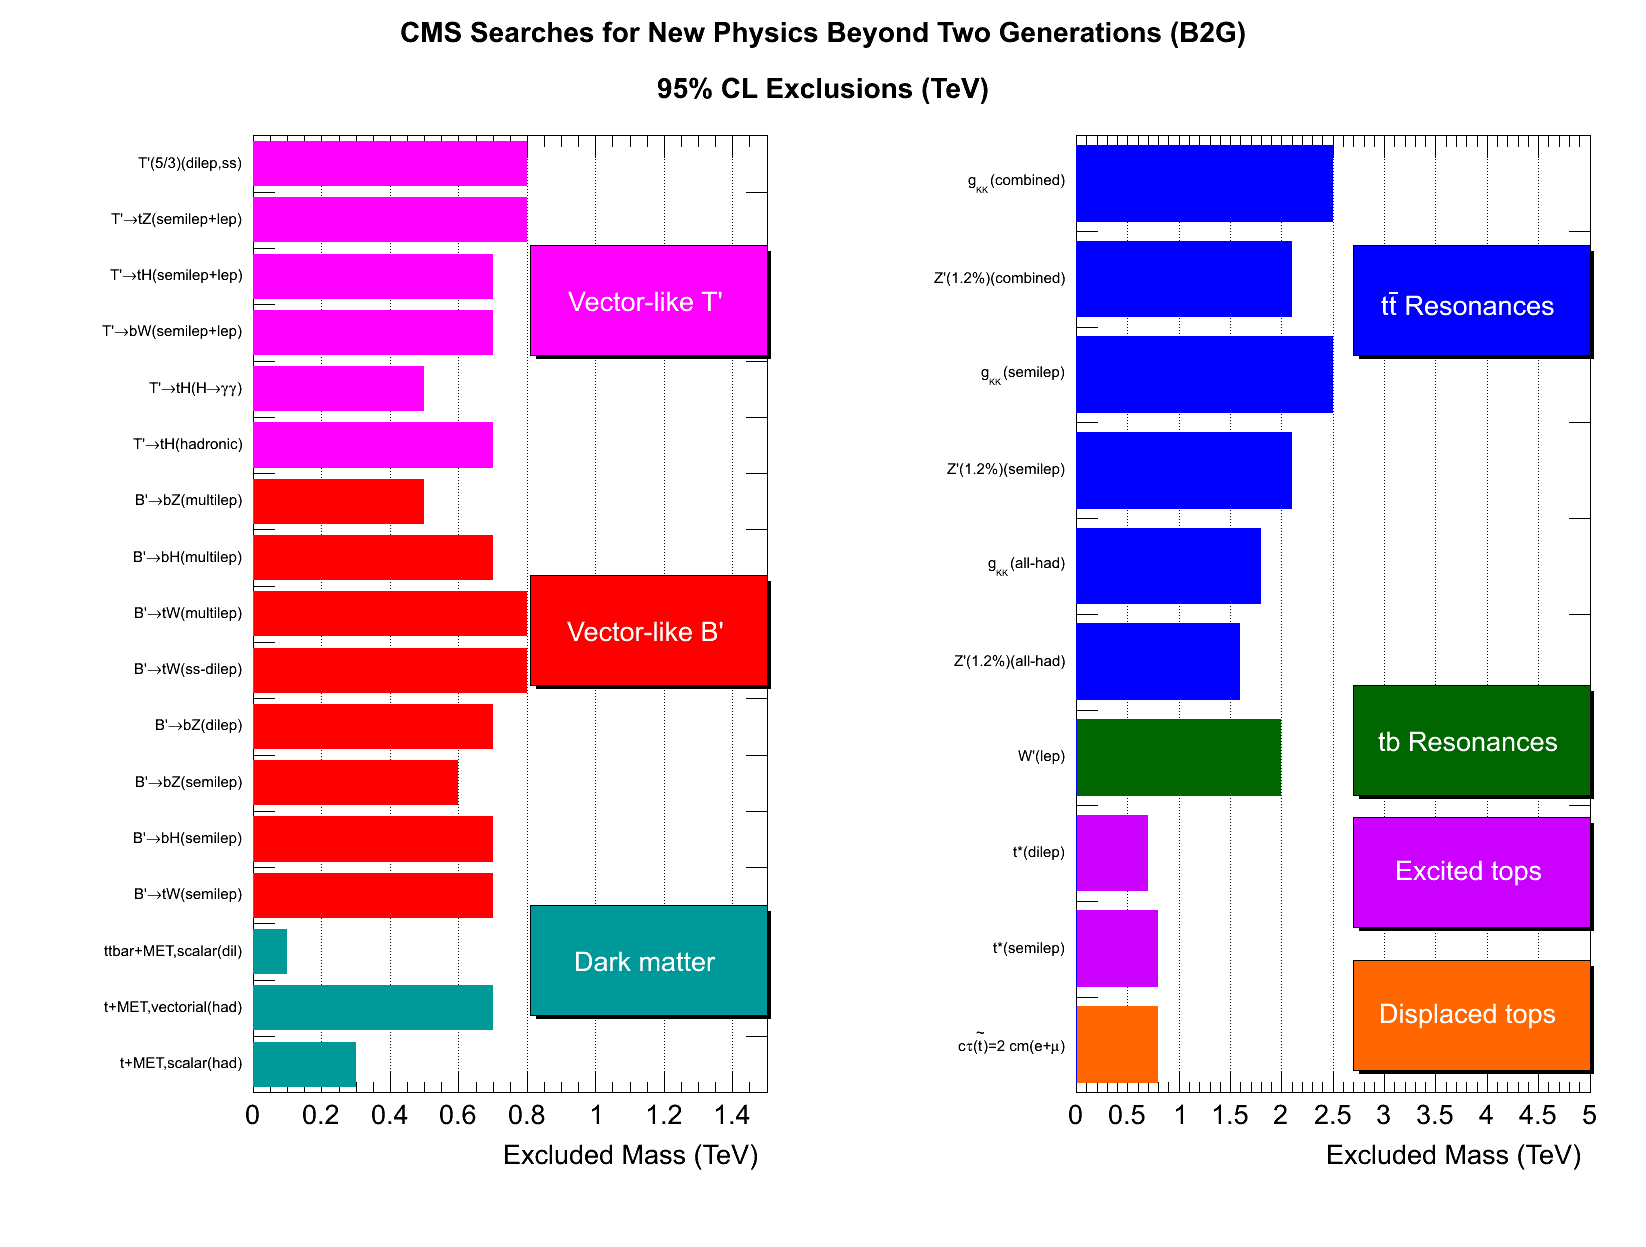 CMS Searches for New Physics Beyond Two Generations (B2G)
95% CL Exclusions (TeV)
T'(5/3)(dilep,ss)
T'→tZ(semilep+lep)
T'→tH(semilep+lep)
T'→bW(semilep+lep)
T'→tH(H→γγ)
T'→tH(hadronic)
B'→bZ(multilep)
B'→bH(multilep)
B'→tW(multilep)
B'→tW(ss-dilep)
B'→bZ(dilep)
B'→bZ(semilep)
B'→bH(semilep)
B'→tW(semilep)
ttbar+MET,scalar(dil)
t+MET,vectorial(had)
t+MET,scalar(had)
Vector-like T'
Vector-like B'
Dark matter
0 0.2 0.4 0.6 0.8 1 1.2 1.4
Excluded Mass (TeV)
g_KK(combined)
Z'(1.2%)(combined)
g_KK(semilep)
Z'(1.2%)(semilep)
g_KK(all-had)
Z'(1.2%)(all-had)
W'(lep)
t*(dilep)
t*(semilep)
cτ(t̃)=2 cm(e+μ)
tt̄ Resonances
tb Resonances
Excited tops
Displaced tops
0 0.5 1 1.5 2 2.5 3 3.5 4 4.5 5
Excluded Mass (TeV)